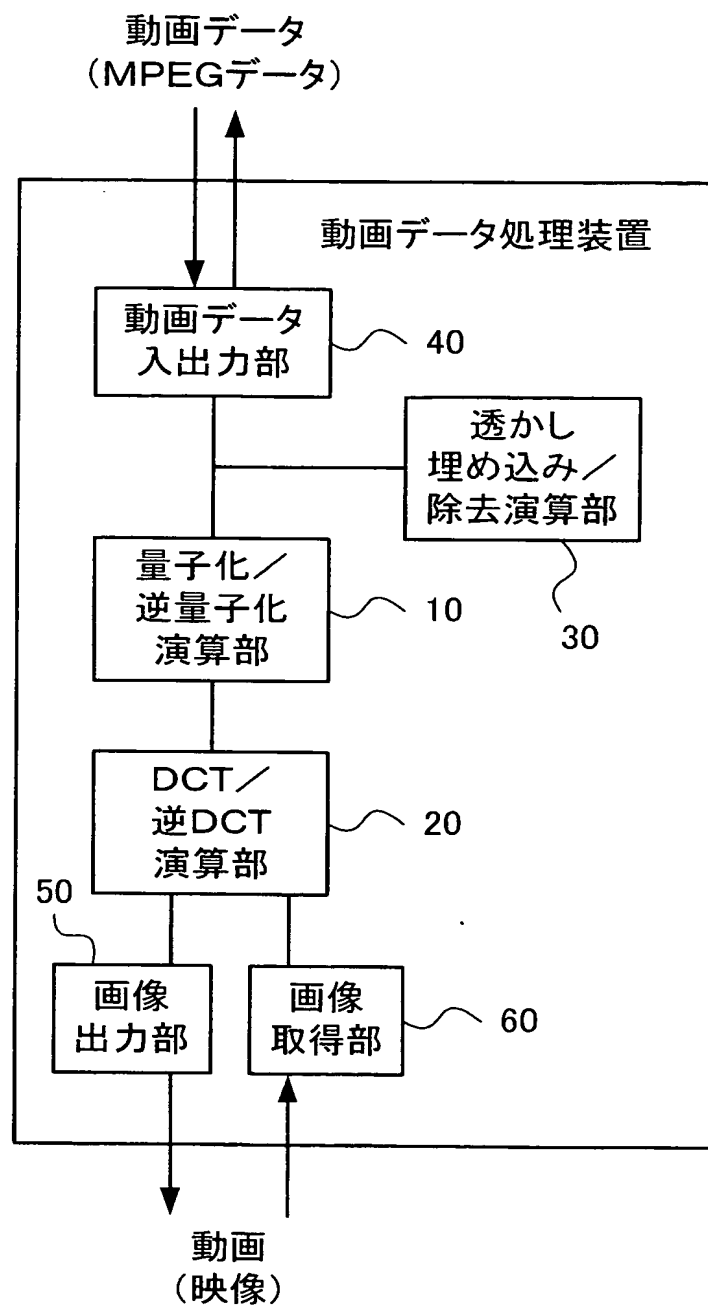 動画データ
(MPEGデータ)
動画データ処理装置
動画データ
入出力部
40
透かし
埋め込み／
除去演算部
30
量子化／
逆量子化
演算部
10
DCT／
逆DCT
演算部
20
50
画像
出力部
画像
取得部
60
動画
(映像)